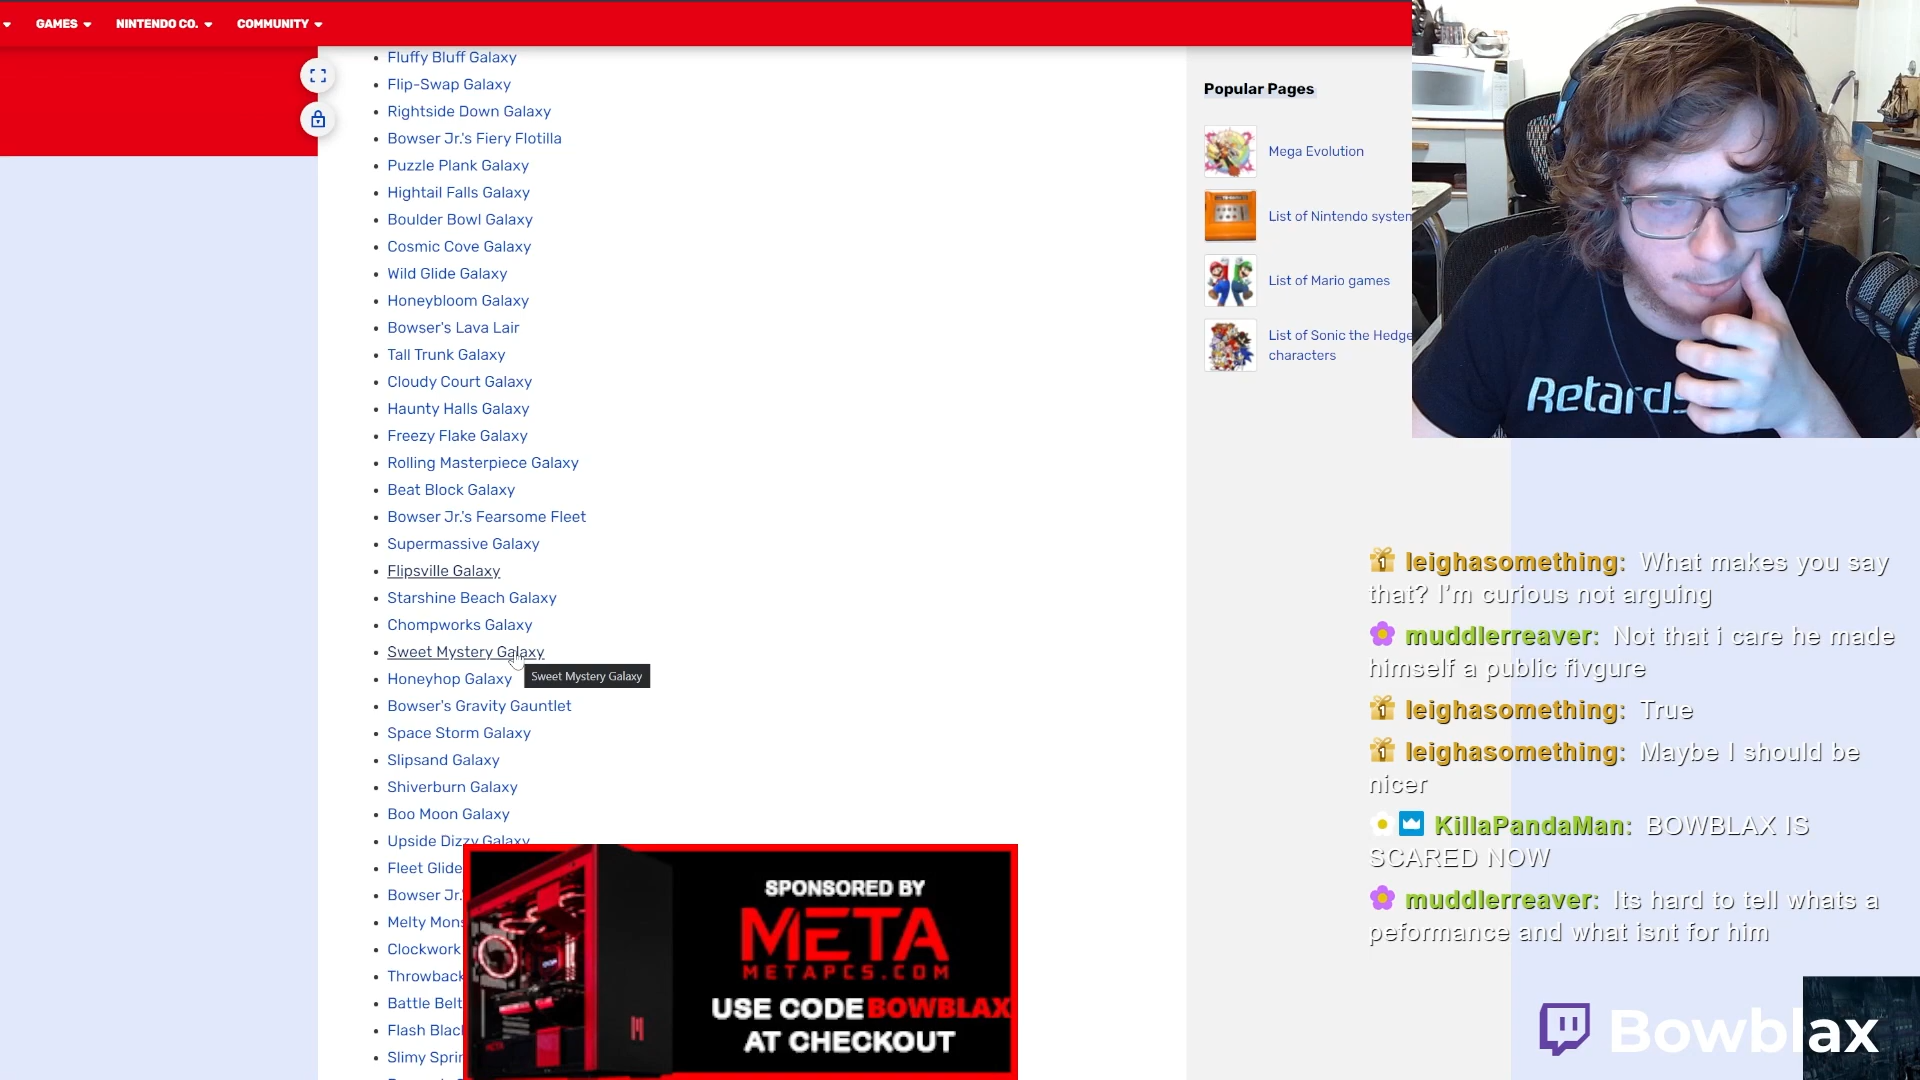 GAMES
NINTENDO CO.
COMMUNITY
Fluffy Bluff Galaxy
Flip-Swap Galaxy
Rightside Down Galaxy
Bowser Jr.'s Fiery Flotilla
Puzzle Plank Galaxy
Hightail Falls Galaxy
Boulder Bowl Galaxy
Cosmic Cove Galaxy
Wild Glide Galaxy
Honeybloom Galaxy
Bowser's Lava Lair
Tall Trunk Galaxy
Cloudy Court Galaxy
Haunty Halls Galaxy
Freezy Flake Galaxy
Rolling Masterpiece Galaxy
Beat Block Galaxy
Bowser Jr.'s Fearsome Fleet
Supermassive Galaxy
Flipsville Galaxy
Starshine Beach Galaxy
Chompworks Galaxy
Sweet Mystery Galaxy
Sweet Mystery Galaxy
Honeyhop Galaxy
Bowser's Gravity Gauntlet
Space Storm Galaxy
Slipsand Galaxy
Shiverburn Galaxy
Boo Moon Galaxy
Upside Dizzy Galaxy
Fleet Glide
Bowser Jr.'
Melty Mons
Clockwork
Throwback
Battle Belt
Flash Blac
Slimy Sprin
SPONSORED BY
META
METAPCS.COM
USE CODE BOWBLAX
AT CHECKOUT
Popular Pages
Mega Evolution
List of Nintendo system
List of Mario games
List of Sonic the Hedge
characters
Retards
leighasomething: What makes you say
that? I'm curious not arguing
muddlerreaver: Not that i care he made
himself a public fivgure
leighasomething: True
leighasomething: Maybe I should be
nicer
KillaPandaMan: BOWBLAX IS
SCARED NOW
muddlerreaver: Its hard to tell whats a
peformance and what isnt for him
Bowblax